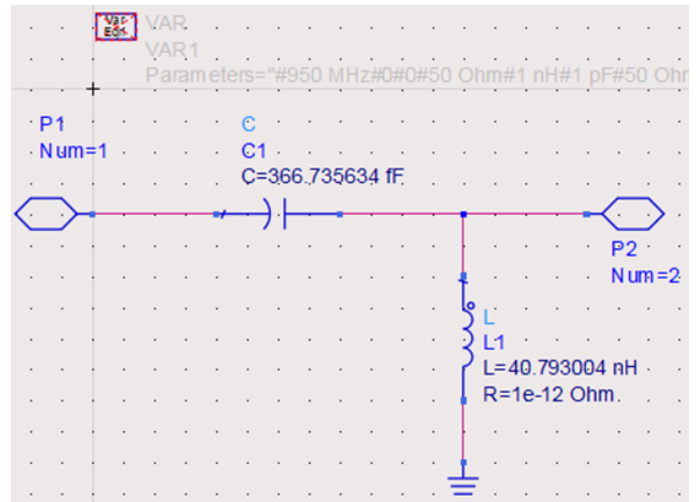 Var
Eqn
VAR
VAR1
Parameters="#950 MHz#0#0#50 Ohm#1 nH#1 pF#50 Ohr
P1
Num=1
C
C1
C=366.735634 fF
P2
Num=2
L
L1
L=40.793004 nH
R=1e-12 Ohm